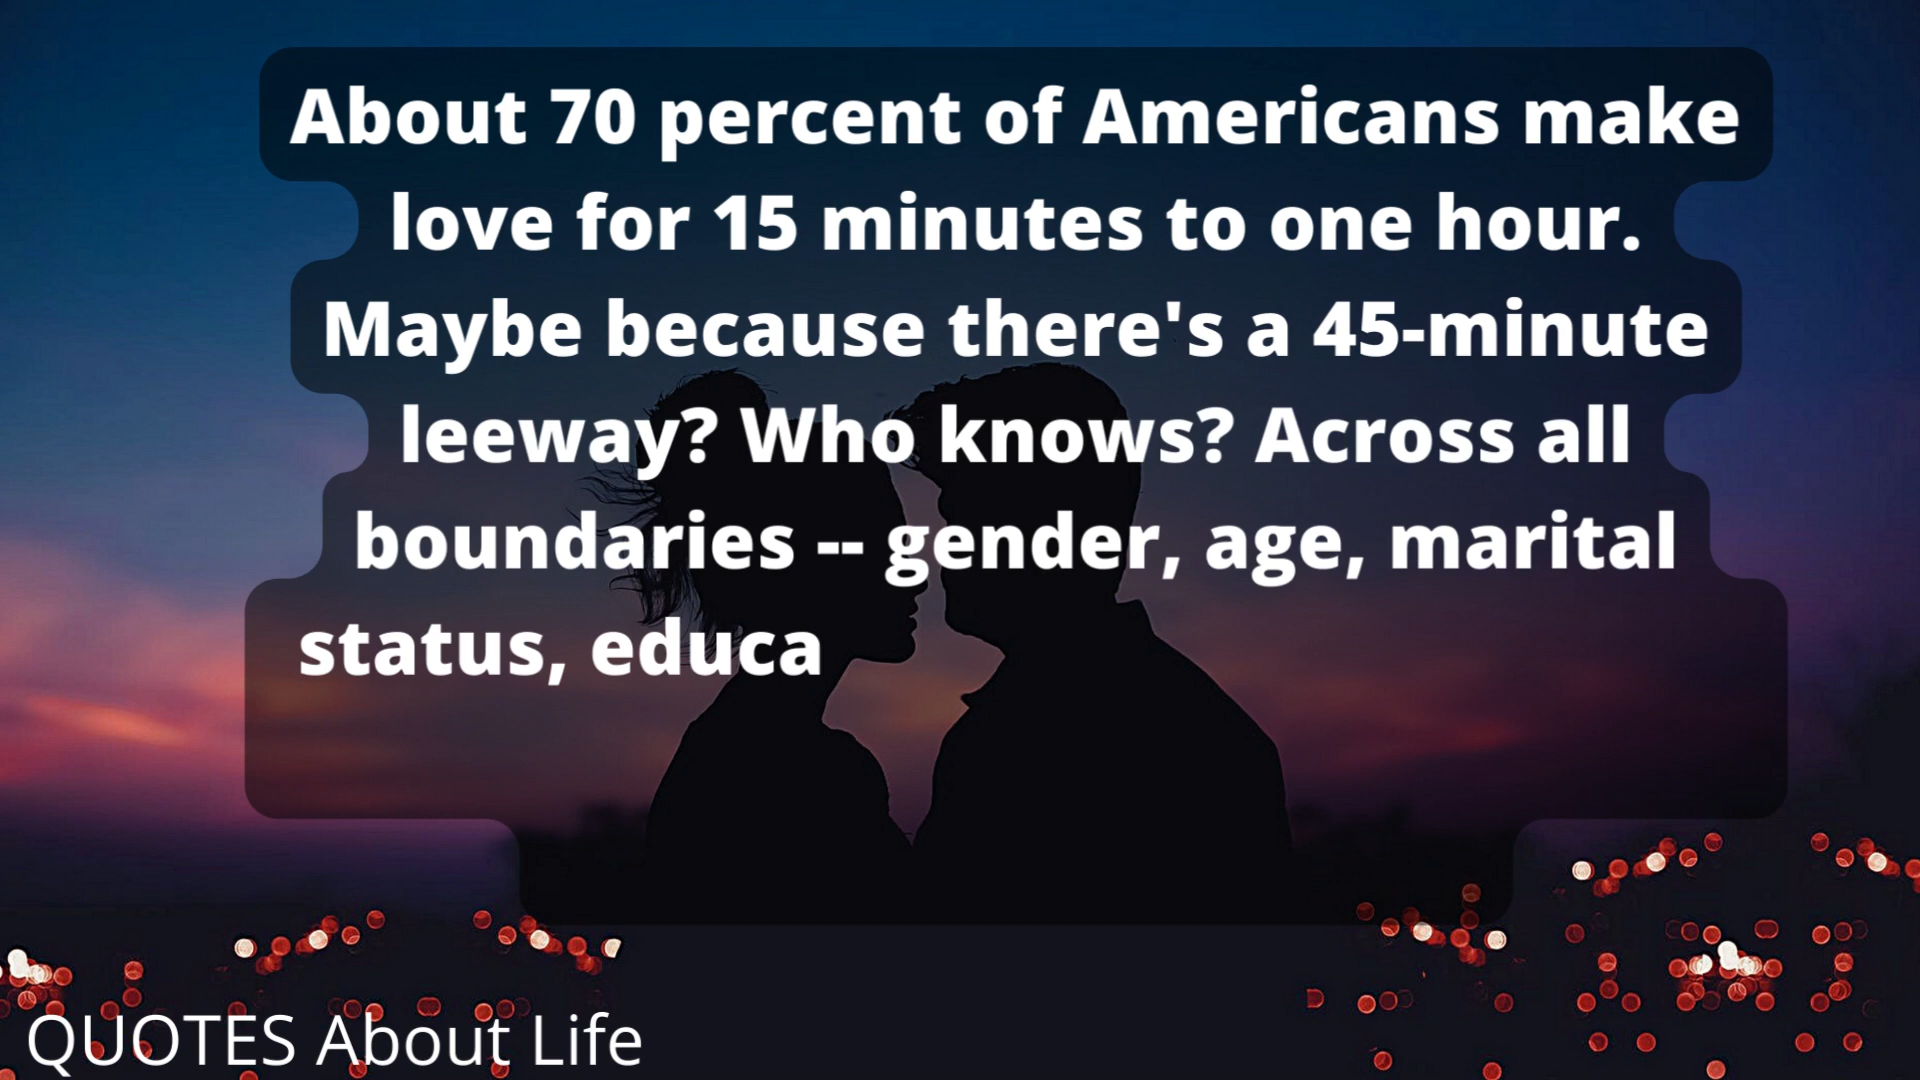 About 70 percent of Americans make
love for 15 minutes to one hour.
Maybe because there's a 45-minute
leeway? Who knows? Across all
boundaries -- gender, age, marital
status, educa
QUOTES About Life